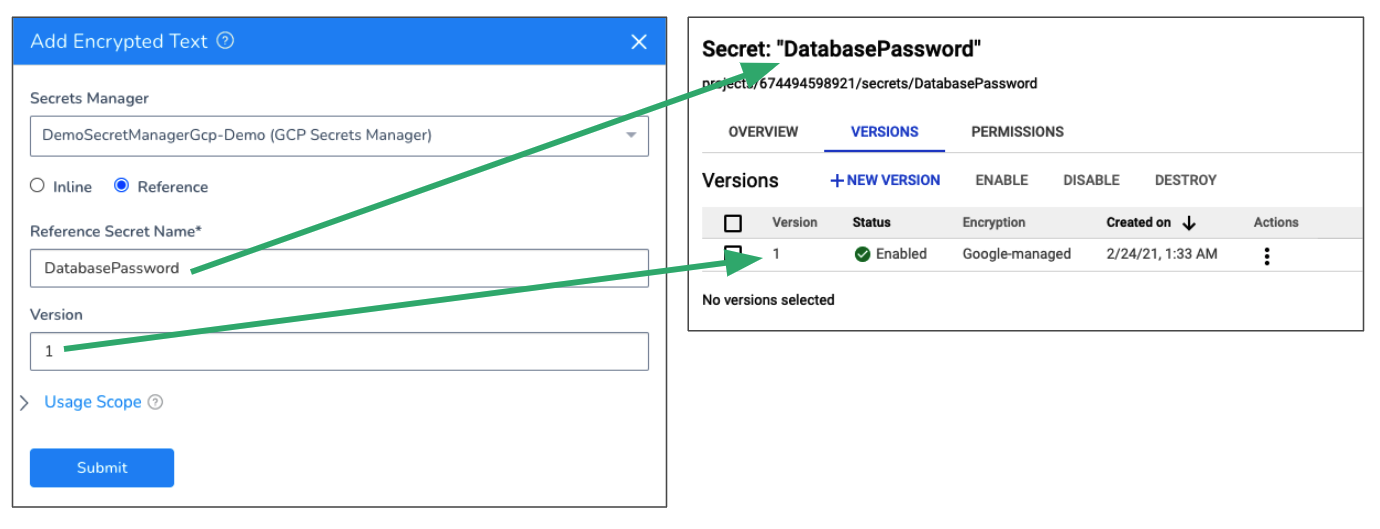 Add Encrypted Text ?
Secrets Manager
DemoSecretManagerGcp-Demo (GCP Secrets Manager)
Inline Reference
Reference Secret Name*
DatabasePassword
Version
1
Usage Scope ?
Submit
Secret: "DatabasePassword"
projects/674494598921/secrets/DatabasePassword
OVERVIEW VERSIONS PERMISSIONS
Versions + NEW VERSION ENABLE DISABLE DESTROY
Version Status Encryption Created on Actions
1 Enabled Google-managed 2/24/21, 1:33 AM
No versions selected